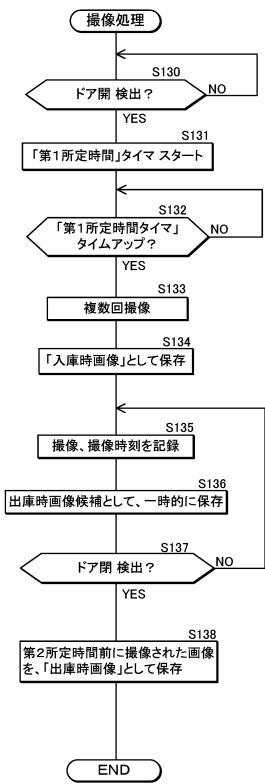 撮像処理
S130
ドア開 検出？
NO
YES
S131
「第１所定時間」タイマ スタート
S132
「第１所定時間タイマ」
タイムアップ？
NO
YES
S133
複数回撮像
S134
「入庫時画像」として保存
S135
撮像、撮像時刻を記録
S136
出庫時画像候補として、一時的に保存
S137
ドア閉 検出？
NO
YES
S138
第２所定時間前に撮像された画像
を、「出庫時画像」として保存
END